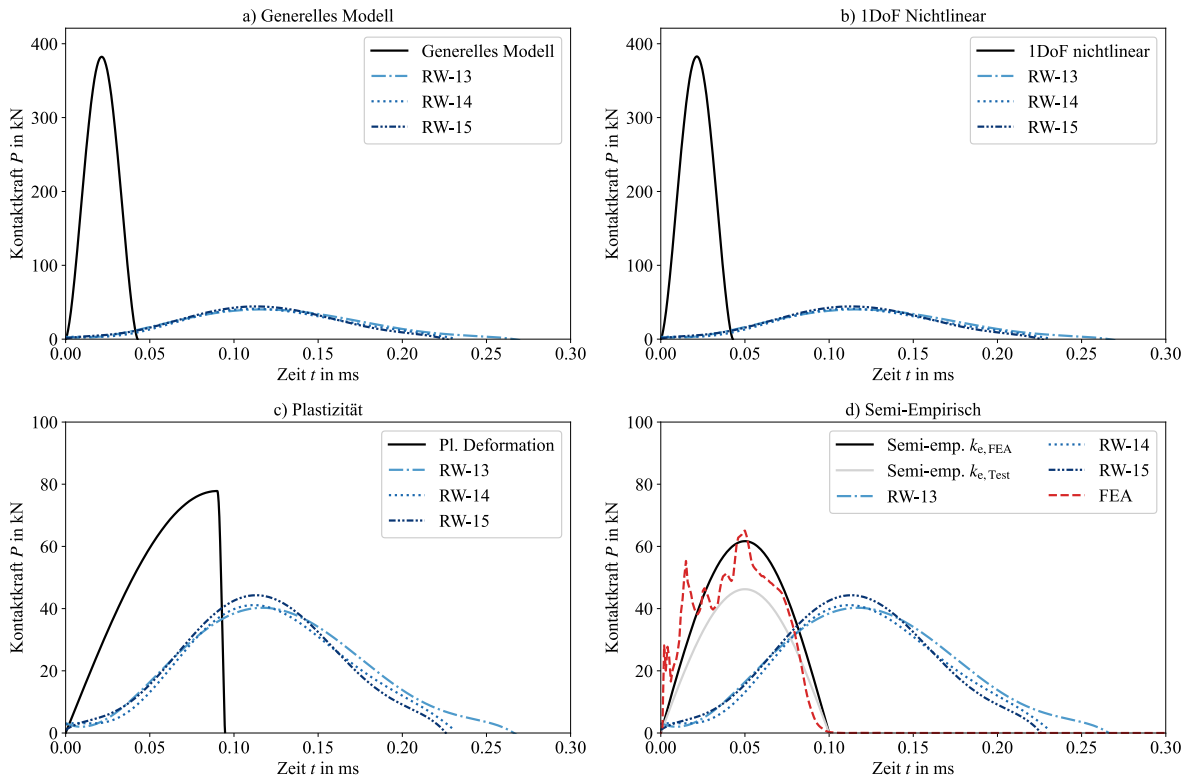 a) Generelles Modell
Kontaktkraft P in kN
400
300
200
100
0
Generelles Modell
RW-13
RW-14
RW-15
0.00 0.05 0.10 0.15 0.20 0.25 0.30
Zeit t in ms
b) 1DoF Nichtlinear
Kontaktkraft P in kN
400
300
200
100
0
1DoF nichtlinear
RW-13
RW-14
RW-15
0.00 0.05 0.10 0.15 0.20 0.25 0.30
Zeit t in ms
c) Plastizität
Kontaktkraft P in kN
100
80
60
40
20
0
Pl. Deformation
RW-13
RW-14
RW-15
0.00 0.05 0.10 0.15 0.20 0.25 0.30
Zeit t in ms
d) Semi-Empirisch
Kontaktkraft P in kN
100
80
60
40
20
0
Semi-emp. k e,FEA
Semi-emp. k e,Test
RW-13
RW-14
RW-15
FEA
0.00 0.05 0.10 0.15 0.20 0.25 0.30
Zeit t in ms